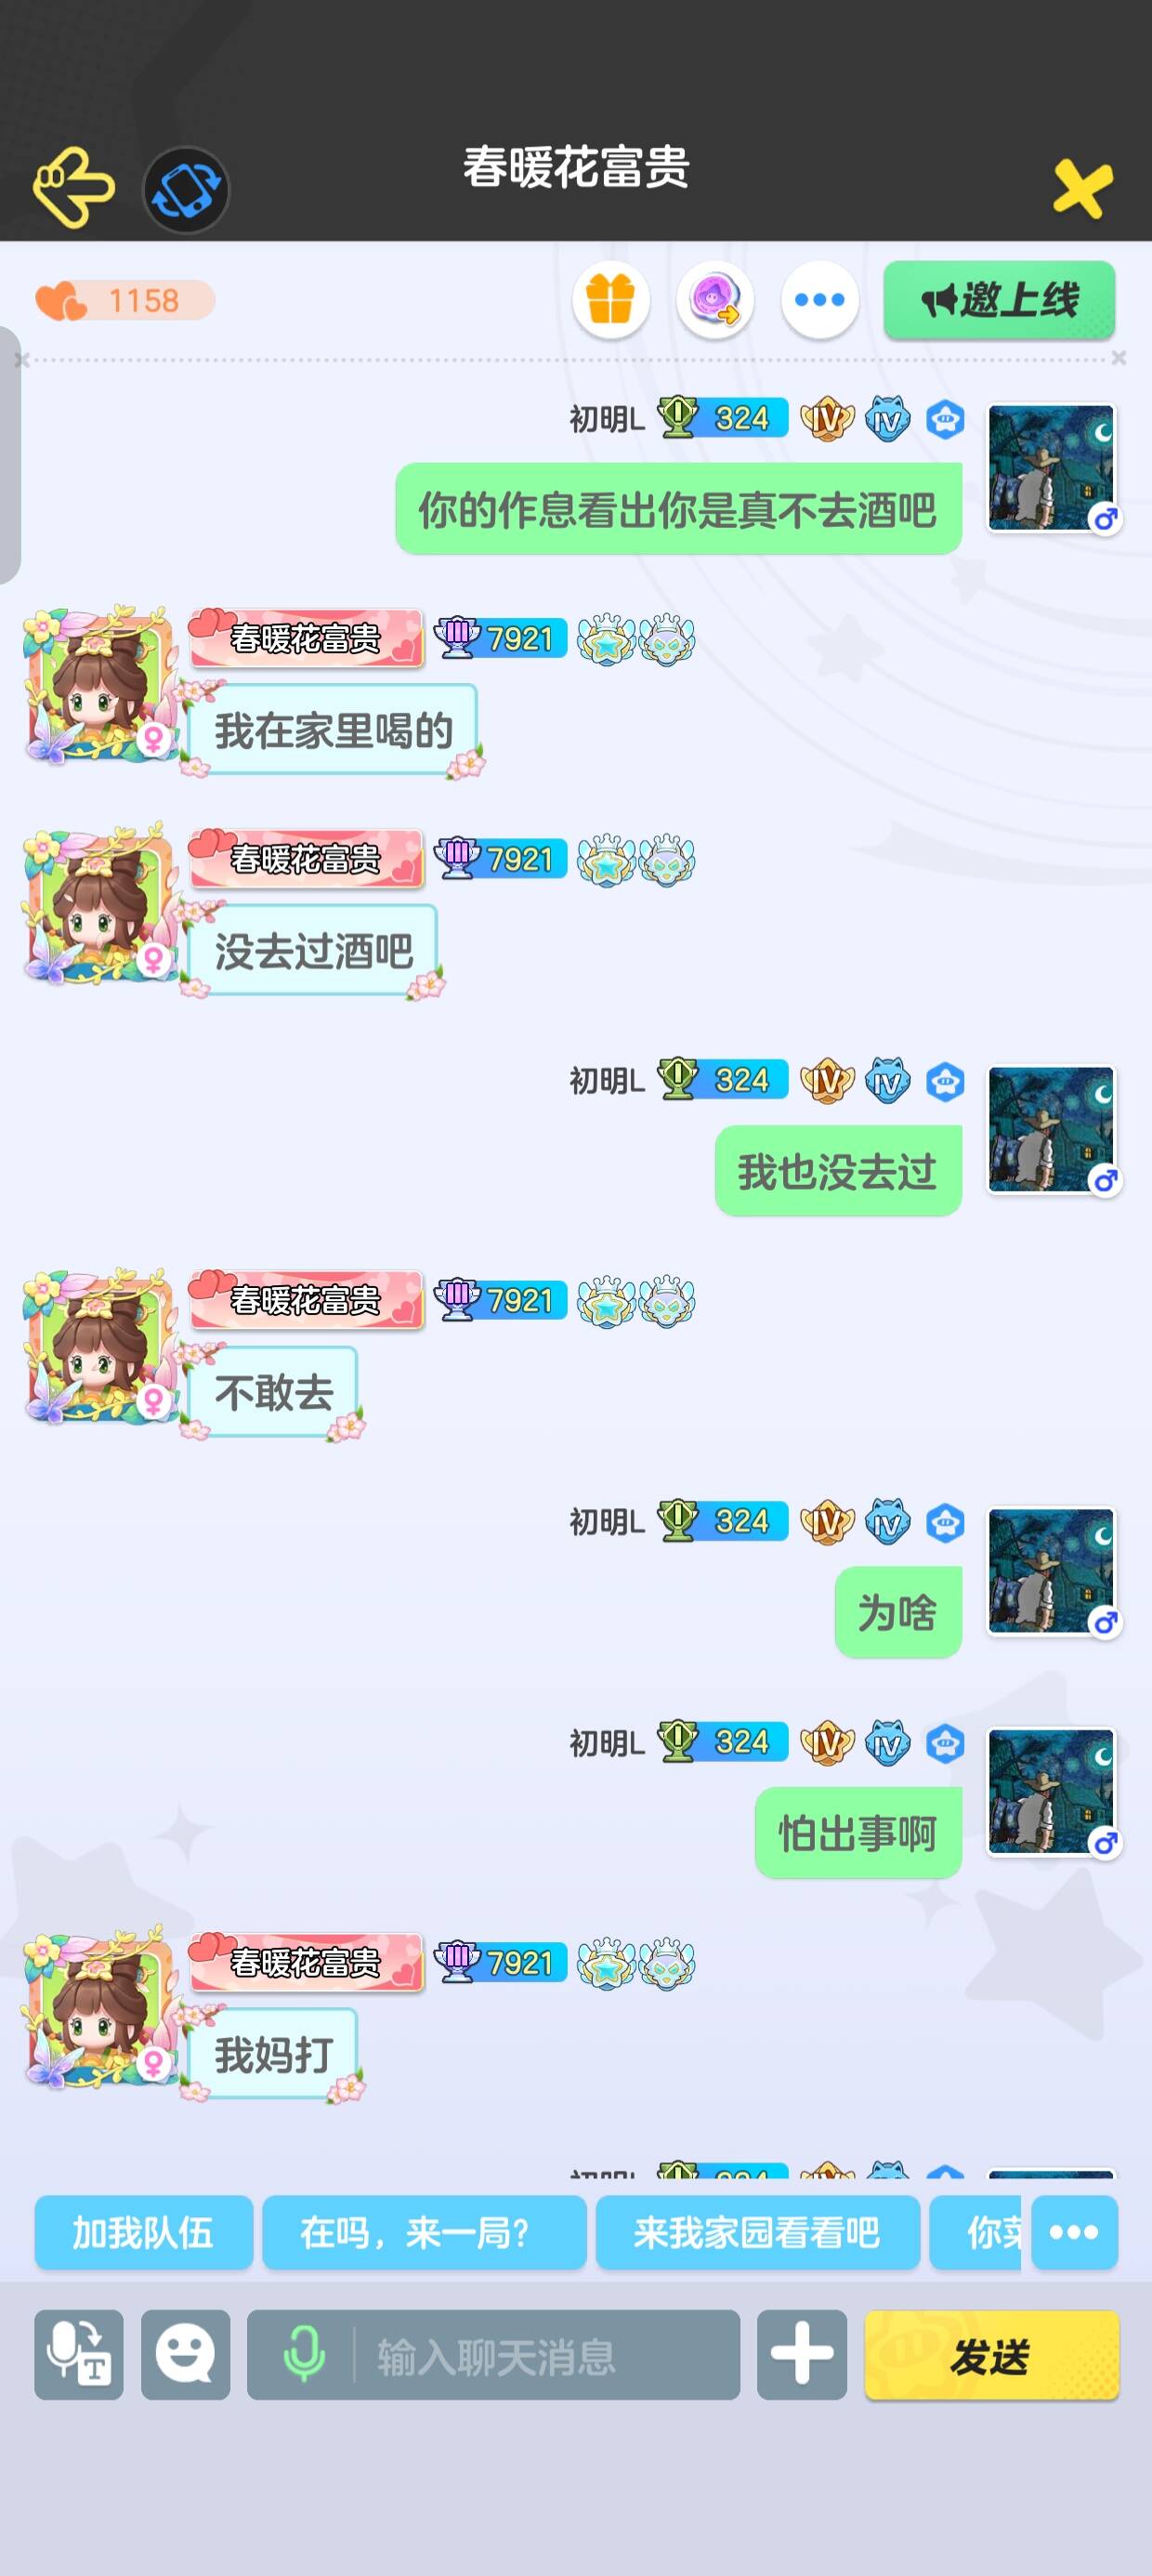 春暖花富贵
1158
邀上线
初明L 324 IV IV
你的作息看出你是真不去酒吧
春暖花富贵 7921
我在家里喝的
春暖花富贵 7921
没去过酒吧
初明L 324 IV IV
我也没去过
春暖花富贵 7921
不敢去
初明L 324 IV IV
为啥
初明L 324 IV IV
怕出事啊
春暖花富贵 7921
我妈打
初明L 324
加我队伍 在吗，来一局? 来我家园看看吧 你菜
T 输入聊天消息 发送